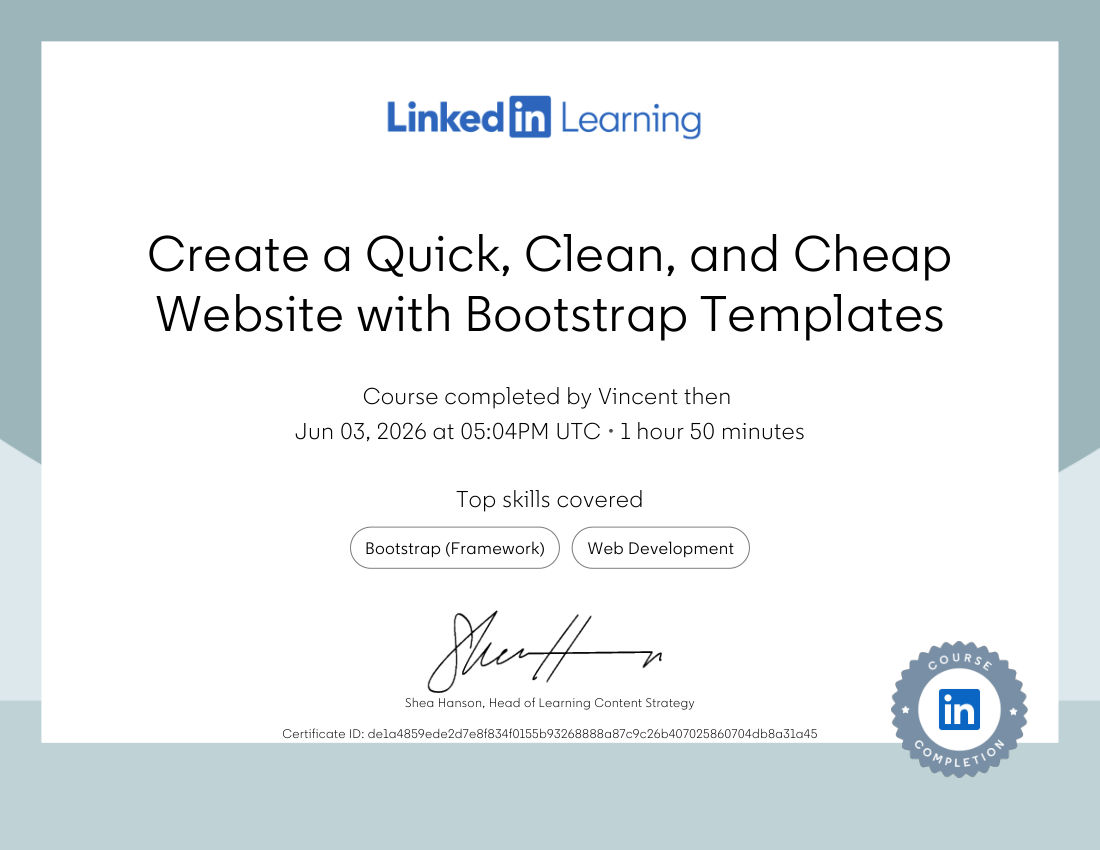 Linked in Learning
Create a Quick, Clean, and Cheap
Website with Bootstrap Templates
Course completed by Vincent then
Jun 03, 2026 at 05:04PM UTC • 1 hour 50 minutes
Top skills covered
Bootstrap (Framework) Web Development
Shea Hanson, Head of Learning Content Strategy
Certificate ID: de1a4859ede2d7e8f834f0155b93268888a87c9c26b407025860704db8a31a45
COURSE
in
COMPLETION